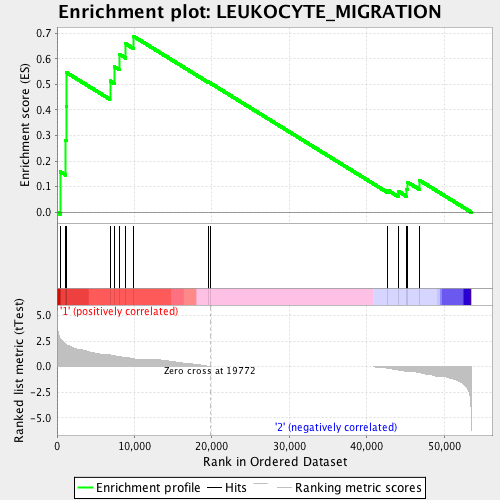 Enrichment plot: LEUKOCYTE_MIGRATION
Enrichment score (ES)
0.7
0.6
0.5
0.4
0.3
0.2
0.1
0.0
'1' (positively correlated)
Ranked list metric (tTest)
5.0
2.5
0.0
-2.5
-5.0
Zero cross at 19772
'2' (negatively correlated)
0 10,000 20,000 30,000 40,000 50,000
Rank in Ordered Dataset
Enrichment profile Hits Ranking metric scores